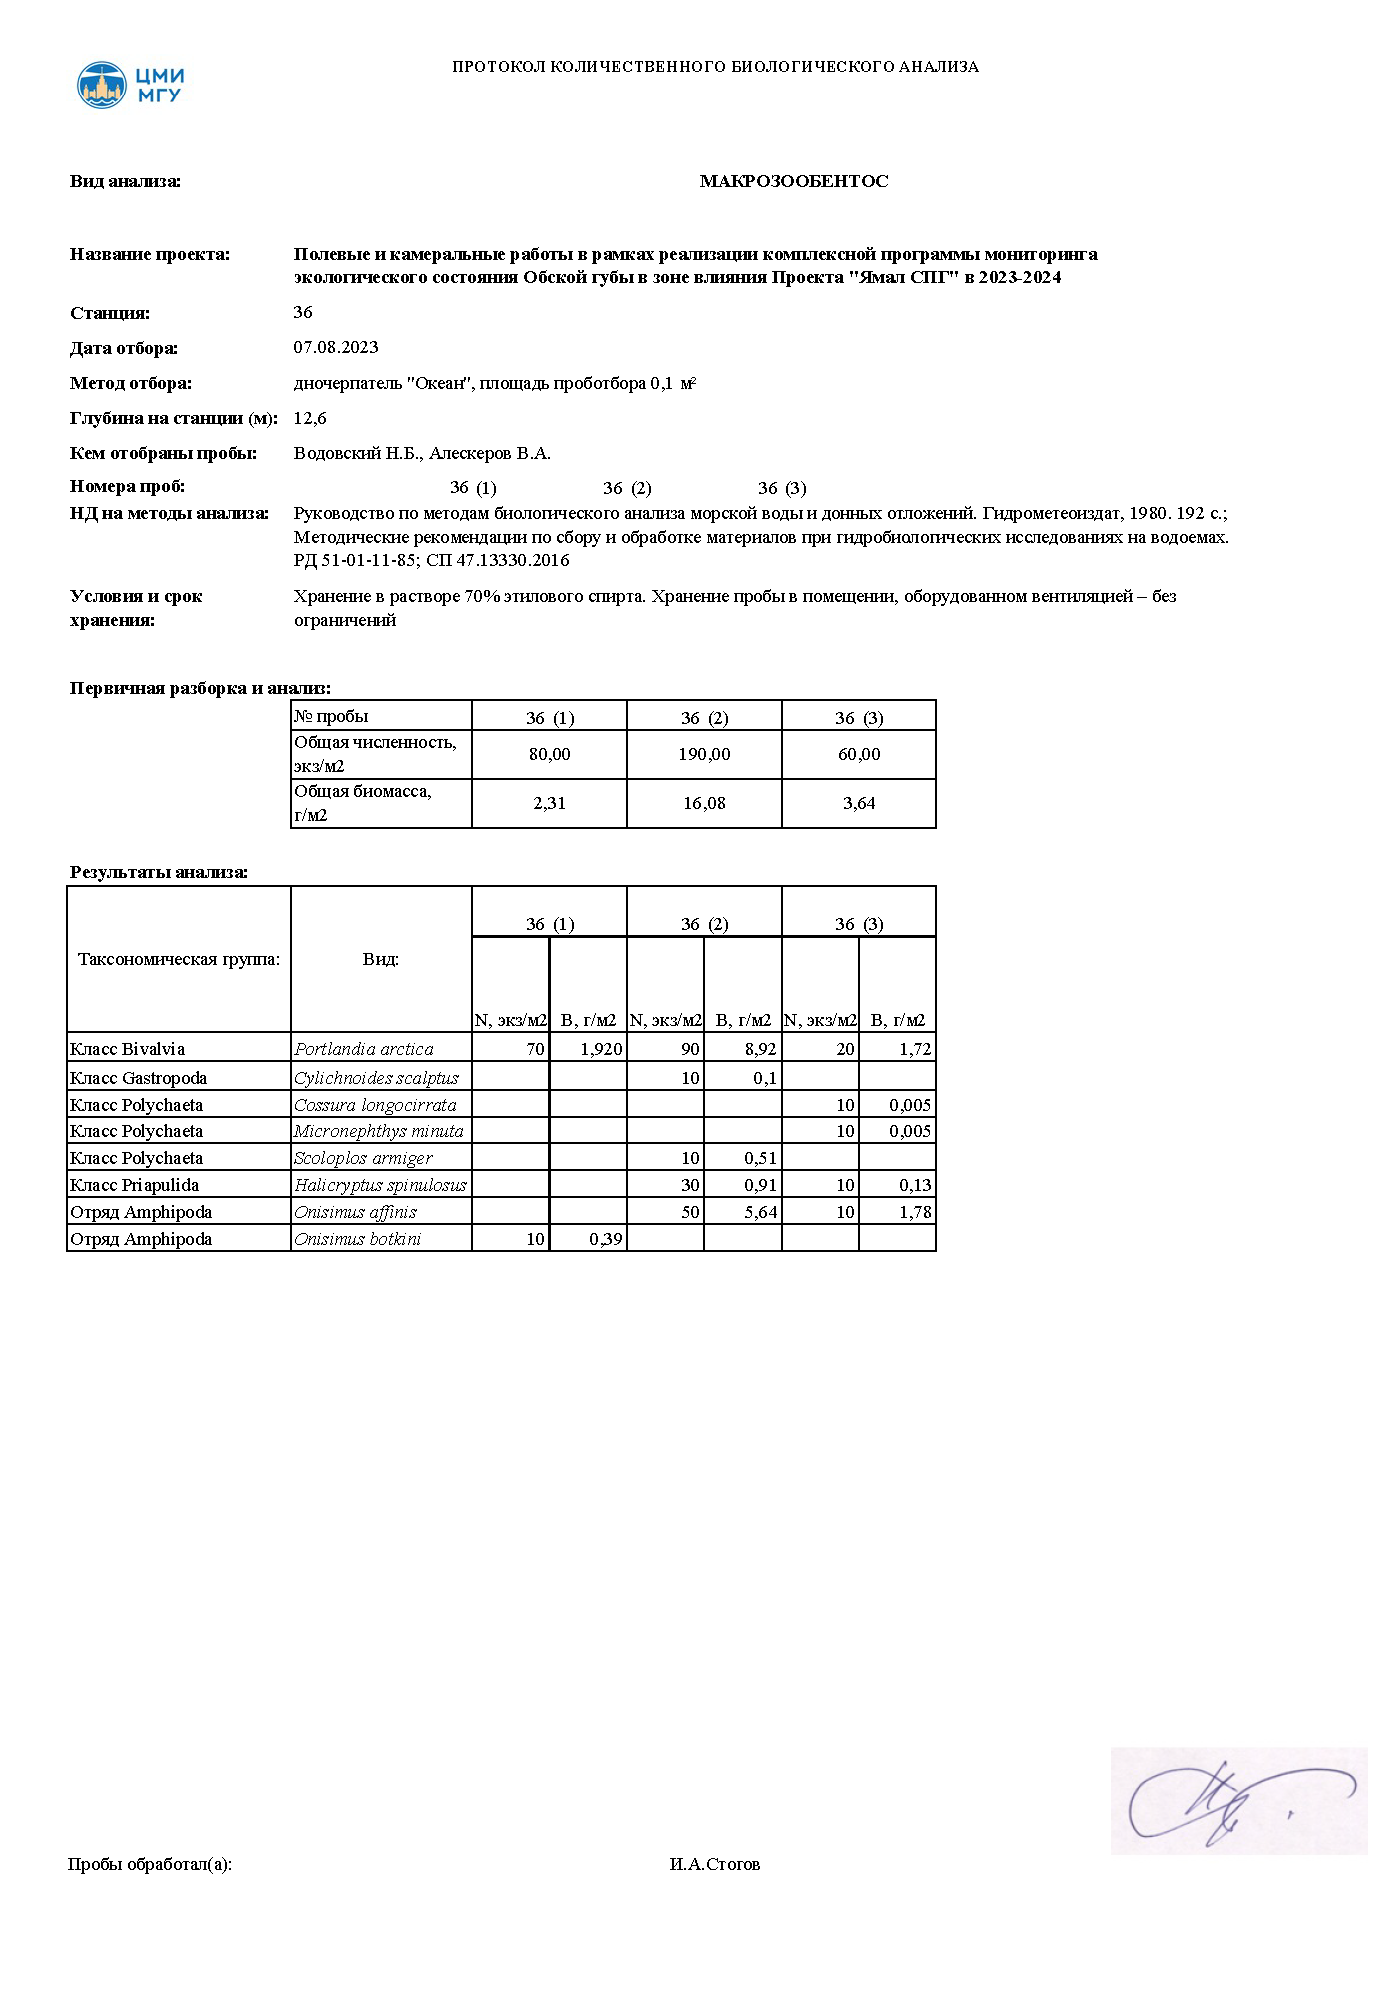 ЦМИ
МГУ
ПРОТОКОЛ КОЛИЧЕСТВЕННОГО БИОЛОГИЧЕСКОГО АНАЛИЗА
Вид анализа: МАКРОЗООБЕНТОС
Название проекта: Полевые и камеральные работы в рамках реализации комплексной программы мониторинга
экологического состояния Обской губы в зоне влияния Проекта "Ямал СПГ" в 2023-2024
Станция: 36
Дата отбора: 07.08.2023
Метод отбора: дночерпатель "Океан", площадь проботбора 0,1 м²
Глубина на станции (м): 12,6
Кем отобраны пробы: Водовский Н.Б., Алескеров В.А.
Номера проб: 36 (1) 36 (2) 36 (3)
НД на методы анализа: Руководство по методам биологического анализа морской воды и донных отложений. Гидрометеоиздат, 1980. 192 с.;
Методические рекомендации по сбору и обработке материалов при гидробиологических исследованиях на водоемах.
РД 51-01-11-85; СП 47.13330.2016
Условия и срок Хранение в растворе 70% этилового спирта. Хранение пробы в помещении, оборудованном вентиляцией – без
хранения: ограничений
Первичная разборка и анализ:
№ пробы 36 (1) 36 (2) 36 (3)
Общая численность,
экз/м2 80,00 190,00 60,00
Общая биомасса,
г/м2 2,31 16,08 3,64
Результаты анализа:
36 (1) 36 (2) 36 (3)
Таксономическая группа: Вид:
N, экз/м2 B, г/м2 N, экз/м2 B, г/м2 N, экз/м2 B, г/м2
Класс Bivalvia Portlandia arctica 70 1,920 90 8,92 20 1,72
Класс Gastropoda Cylichnoides scalptus 10 0,1
Класс Polychaeta Cossura longocirrata 10 0,005
Класс Polychaeta Micronephthys minuta 10 0,005
Класс Polychaeta Scoloplos armiger 10 0,51
Класс Priapulida Halicryptus spinulosus 30 0,91 10 0,13
Отряд Amphipoda Onisimus affinis 50 5,64 10 1,78
Отряд Amphipoda Onisimus botkini 10 0,39
Пробы обработал(а): И.А.Стогов